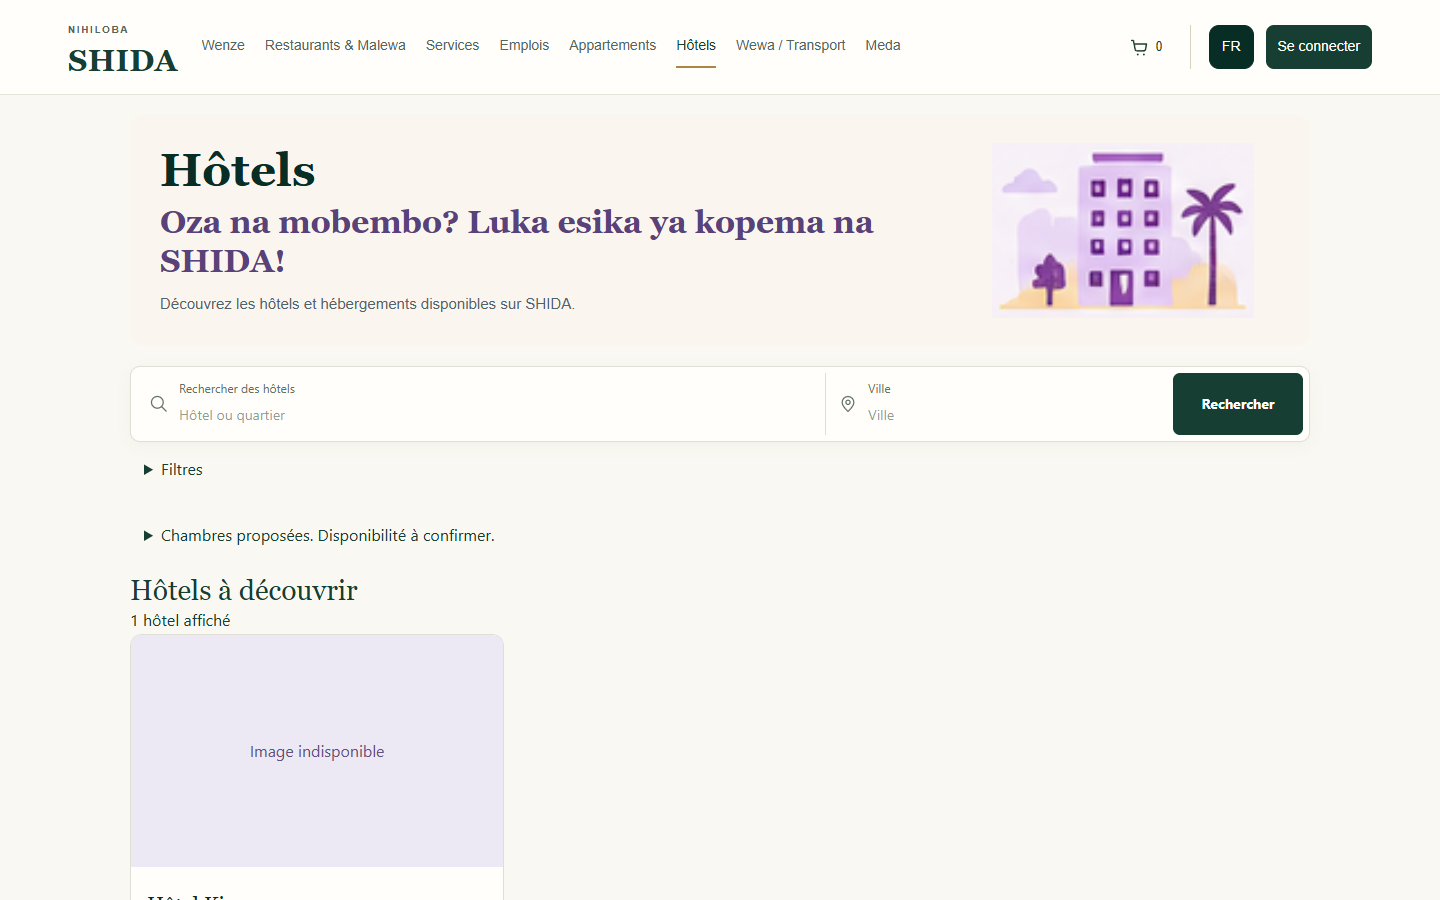 NIHILOBA
SHIDA
Wenze
Restaurants & Malewa
Services
Emplois
Appartements
Hôtels
Wewa / Transport
Meda
0
FR
Se connecter
Hôtels
Oza na mobembo? Luka esika ya kopema na
SHIDA!
Découvrez les hôtels et hébergements disponibles sur SHIDA.
Rechercher des hôtels
Hôtel ou quartier
Ville
Ville
Rechercher
Filtres
Chambres proposées. Disponibilité à confirmer.
Hôtels à découvrir
1 hôtel affiché
Image indisponible